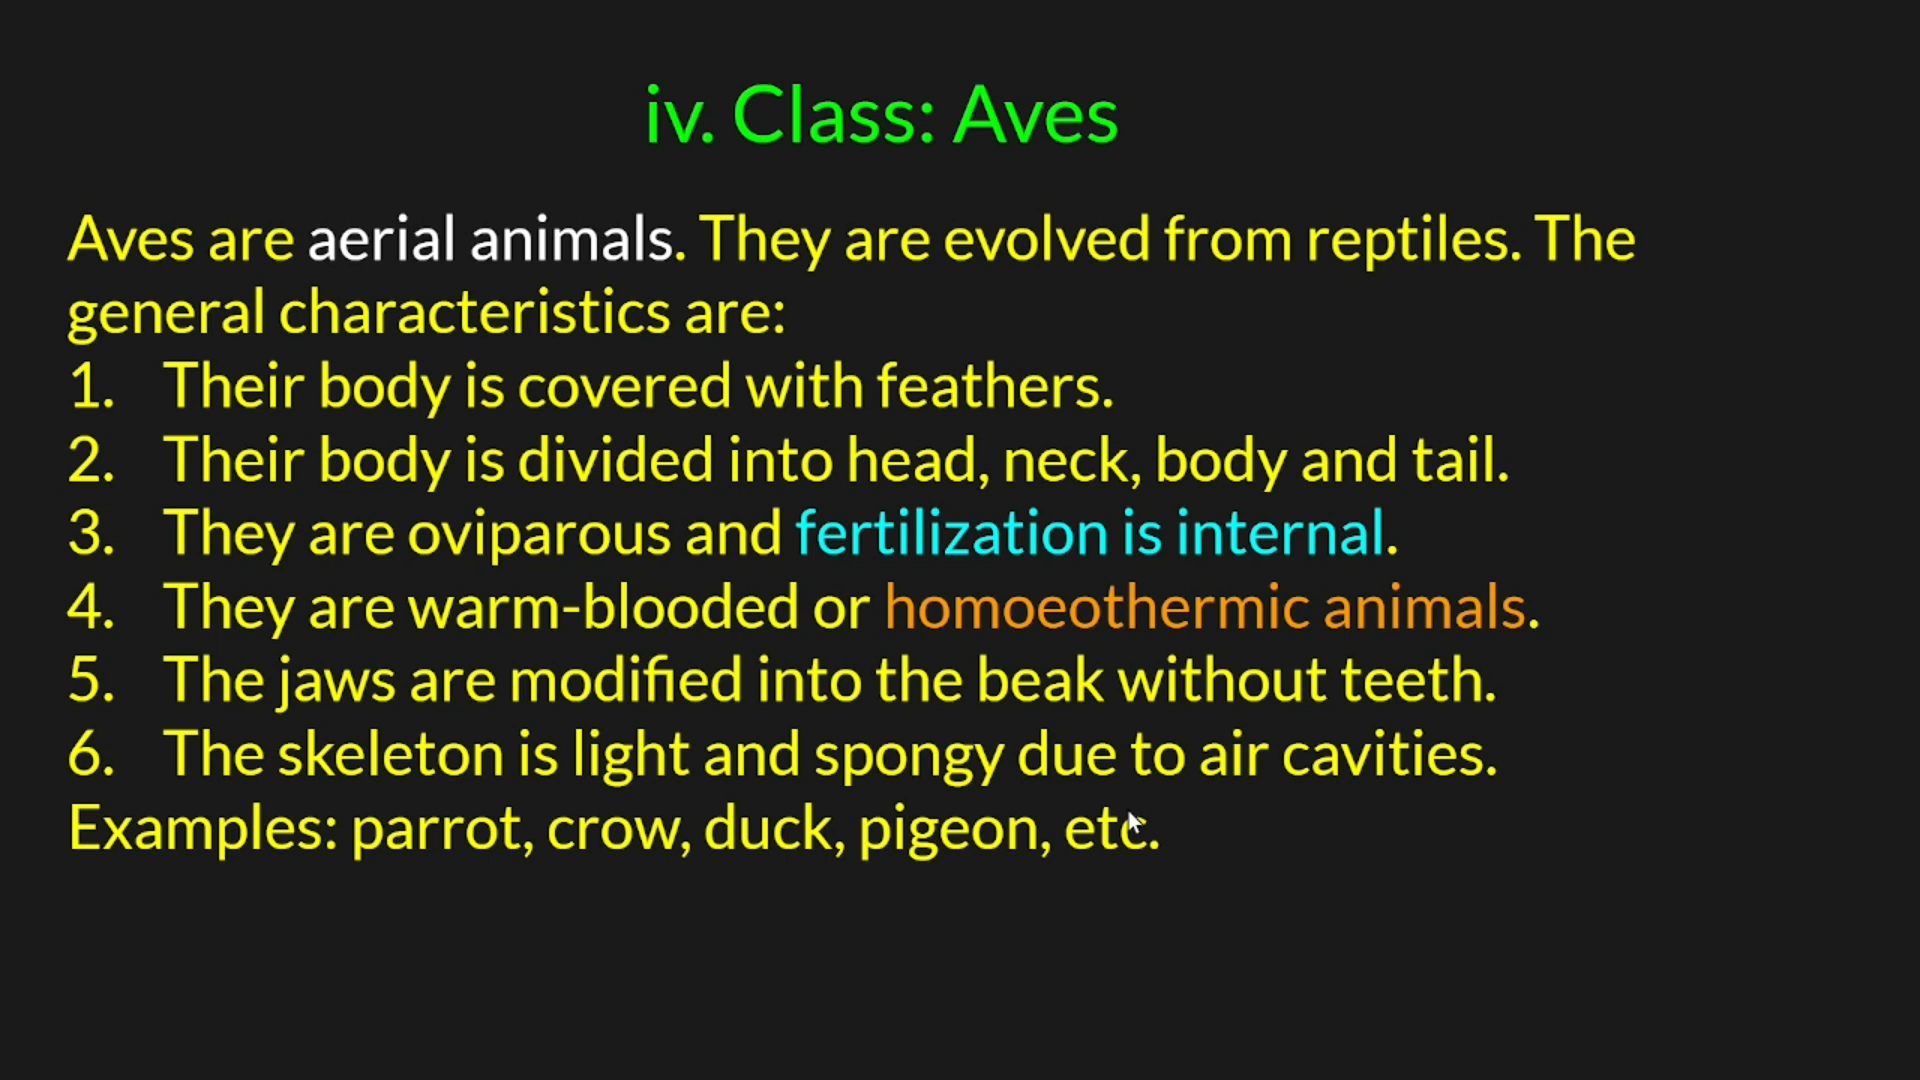 iv. Class: Aves
Aves are aerial animals. They are evolved from reptiles. The
general characteristics are:
1. Their body is covered with feathers.
2. Their body is divided into head, neck, body and tail.
3. They are oviparous and fertilization is internal.
4. They are warm-blooded or homoeothermic animals.
5. The jaws are modified into the beak without teeth.
6. The skeleton is light and spongy due to air cavities.
Examples: parrot, crow, duck, pigeon, etc.